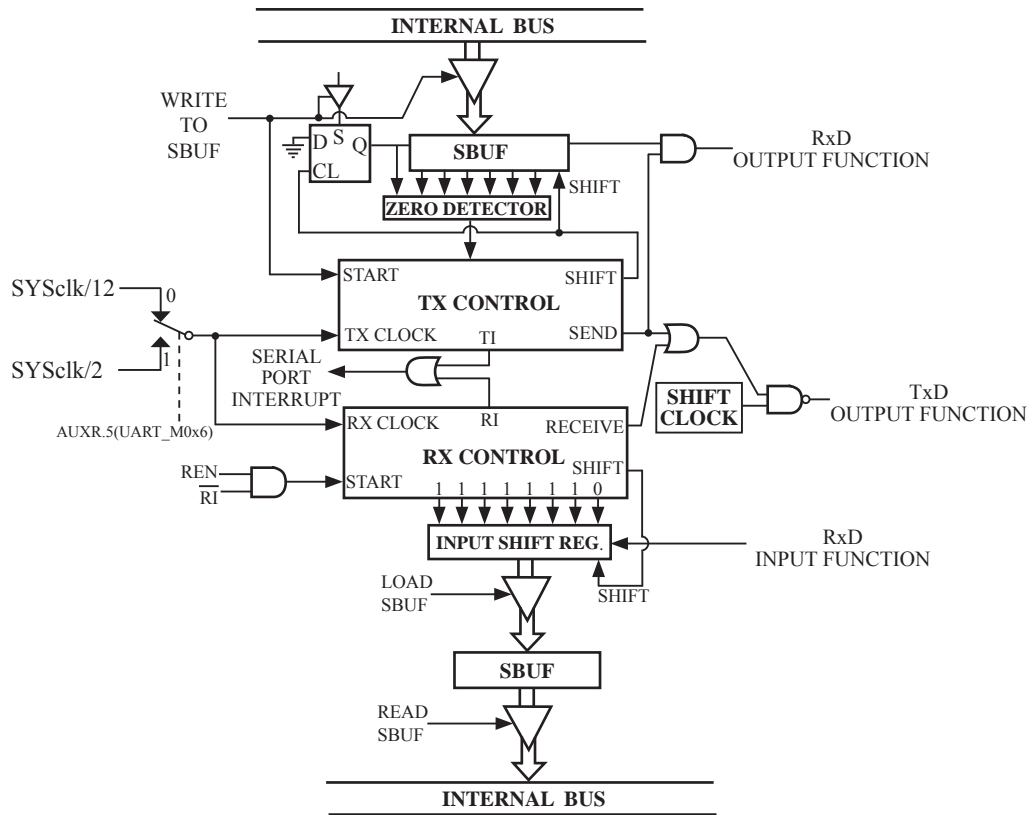 INTERNAL BUS
WRITE
TO
SBUF
D
S
Q
CL
SBUF
RxD
OUTPUT FUNCTION
SHIFT
ZERO DETECTOR
START
SHIFT
TX CONTROL
TX CLOCK
TI
SEND
SYSclk/12
0
SYSclk/2
1
AUXR.5(UART_M0x6)
SERIAL
PORT
INTERRUPT
SHIFT
CLOCK
TxD
OUTPUT FUNCTION
RX CLOCK
RI
RECEIVE
RX CONTROL
SHIFT
START
REN
RI
1 1 1 1 1 1 1 0
INPUT SHIFT REG.
RxD
INPUT FUNCTION
LOAD
SBUF
SHIFT
SBUF
READ
SBUF
INTERNAL BUS